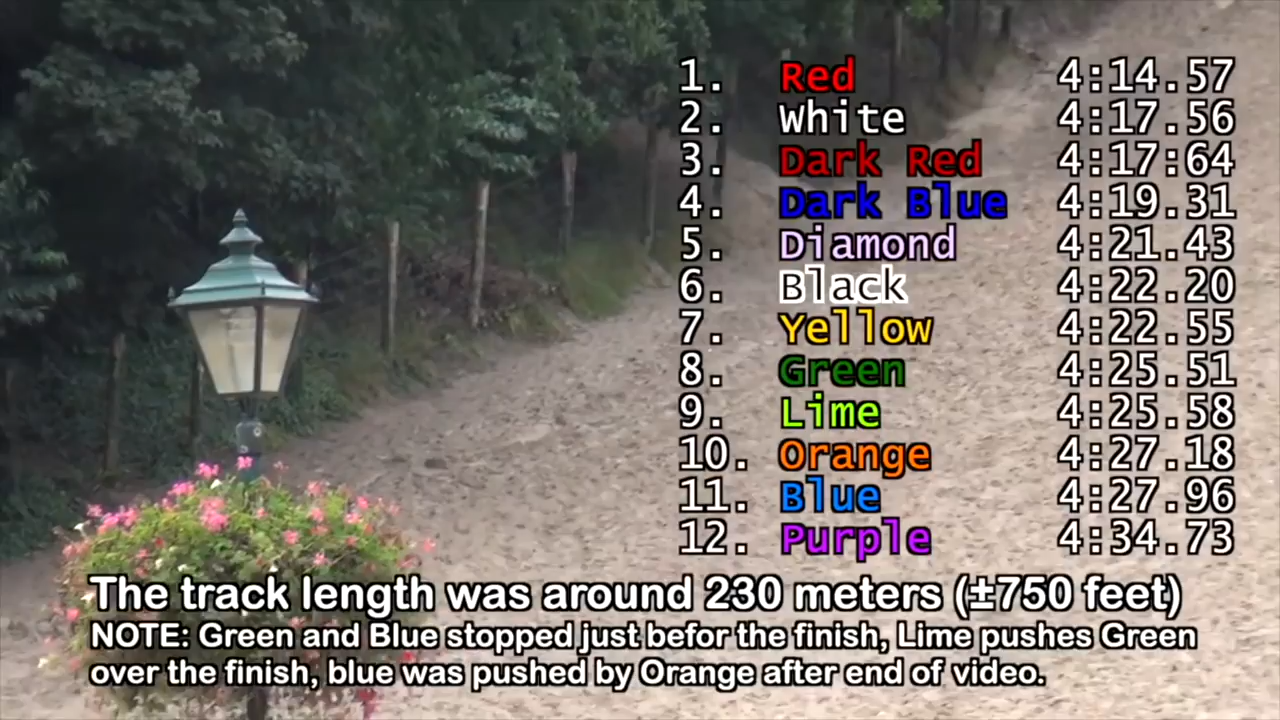 1. Red 4:14.57
2. White 4:17.56
3. Dark Red 4:17:64
4. Dark Blue 4:19.31
5. Diamond 4:21.43
6. Black 4:22.20
7. Yellow 4:22.55
8. Green 4:25.51
9. Lime 4:25.58
10. Orange 4:27.18
11. Blue 4:27.96
12. Purple 4:34.73
The track length was around 230 meters (±750 feet)
NOTE: Green and Blue stopped just befor the finish, Lime pushes Green
over the finish, blue was pushed by Orange after end of video.